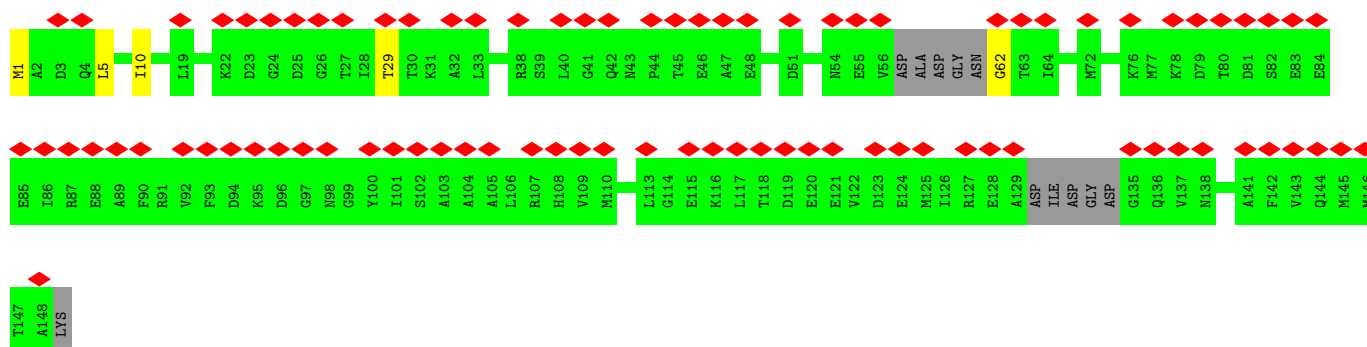 M1 A2 D3 Q4 L5 I10 L19 K22 D23 G24 D25 G26 T27 I28 T29 T30 K31 A32 L33 R38 S39 L40 G41 Q42 N43 P44 T45 E46 A47 E48 D51 N54 E55 V56 ASP ALA ASP GLY ASN G62 T63 I64 M72 K76 M77 K78 D79 T80 D81 S82 E83 E84
E85 I86 R87 E88 A89 F90 R91 V92 F93 D94 K95 D96 G97 N98 G99 Y100 I101 S102 A103 A104 A105 L106 R107 H108 V109 M110 L113 G114 E115 K116 L117 T118 D119 E120 E121 V122 D123 E124 M125 I126 R127 E128 A129 ASP ILE ASP GLY ASP G135 Q136 V137 N138 A141 F142 V143 Q144 M145 M146
T147 A148 LYS